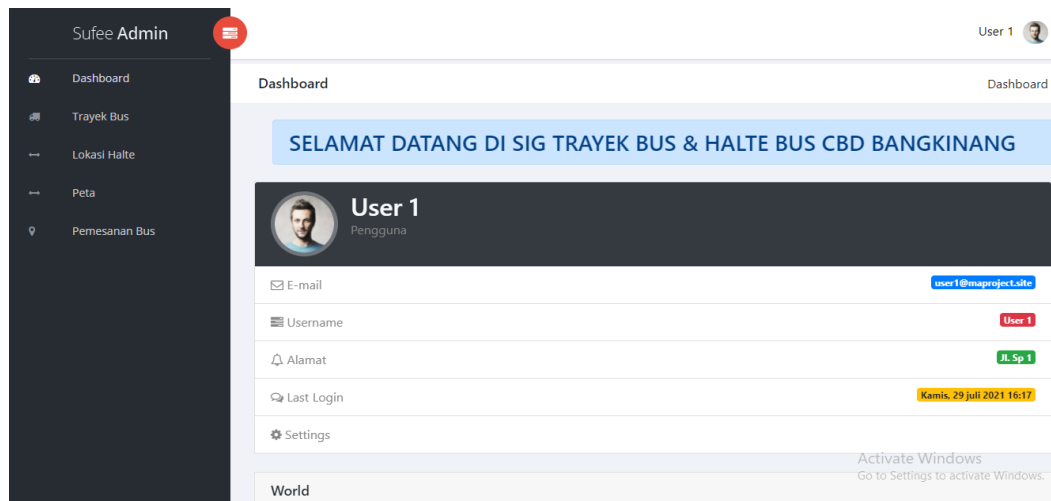 Sufee Admin
User 1
Dashboard
Trayek Bus
Lokasi Halte
Peta
Pemesanan Bus
Dashboard
Dashboard
SELAMAT DATANG DI SIG TRAYEK BUS & HALTE BUS CBD BANGKINANG
User 1
Pengguna
E-mail
user1@maproject.site
Username
User 1
Alamat
Jl. Sp 1
Last Login
Kamis, 29 juli 2021 16:17
Settings
Activate Windows
Go to Settings to activate Windows.
World